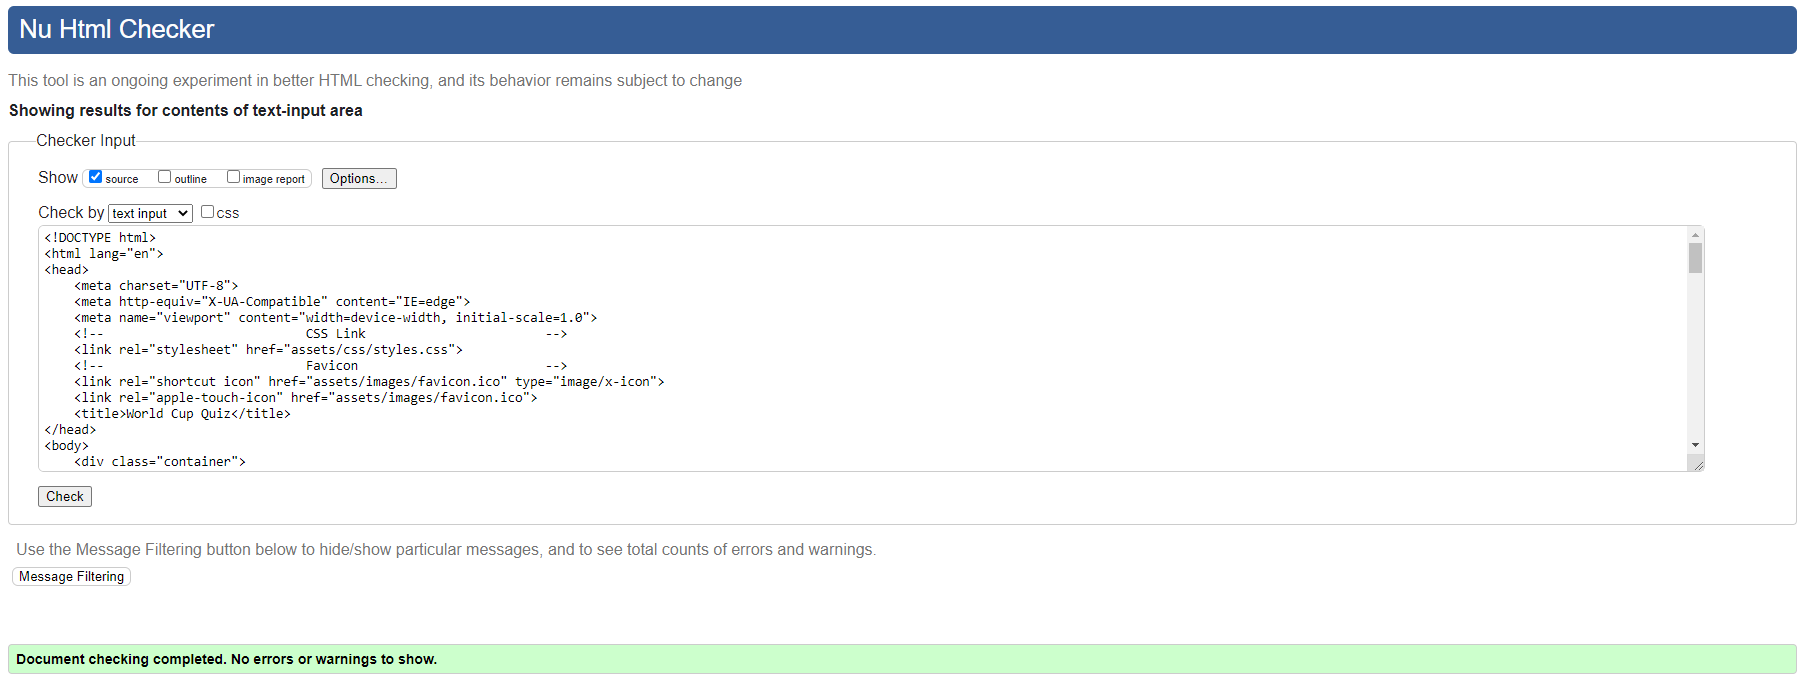 Nu Html Checker
This tool is an ongoing experiment in better HTML checking, and its behavior remains subject to change
Showing results for contents of text-input area
Checker Input
Show source outline image report Options...
Check by text input css
<!DOCTYPE html>
<html lang="en">
<head>
    <meta charset="UTF-8">
    <meta http-equiv="X-UA-Compatible" content="IE=edge">
    <meta name="viewport" content="width=device-width, initial-scale=1.0">
    <!--                           CSS Link                        -->
    <link rel="stylesheet" href="assets/css/styles.css">
    <!--                           Favicon                         -->
    <link rel="shortcut icon" href="assets/images/favicon.ico" type="image/x-icon">
    <link rel="apple-touch-icon" href="assets/images/favicon.ico">
    <title>World Cup Quiz</title>
</head>
<body>
    <div class="container">
Check
Use the Message Filtering button below to hide/show particular messages, and to see total counts of errors and warnings.
Message Filtering
Document checking completed. No errors or warnings to show.